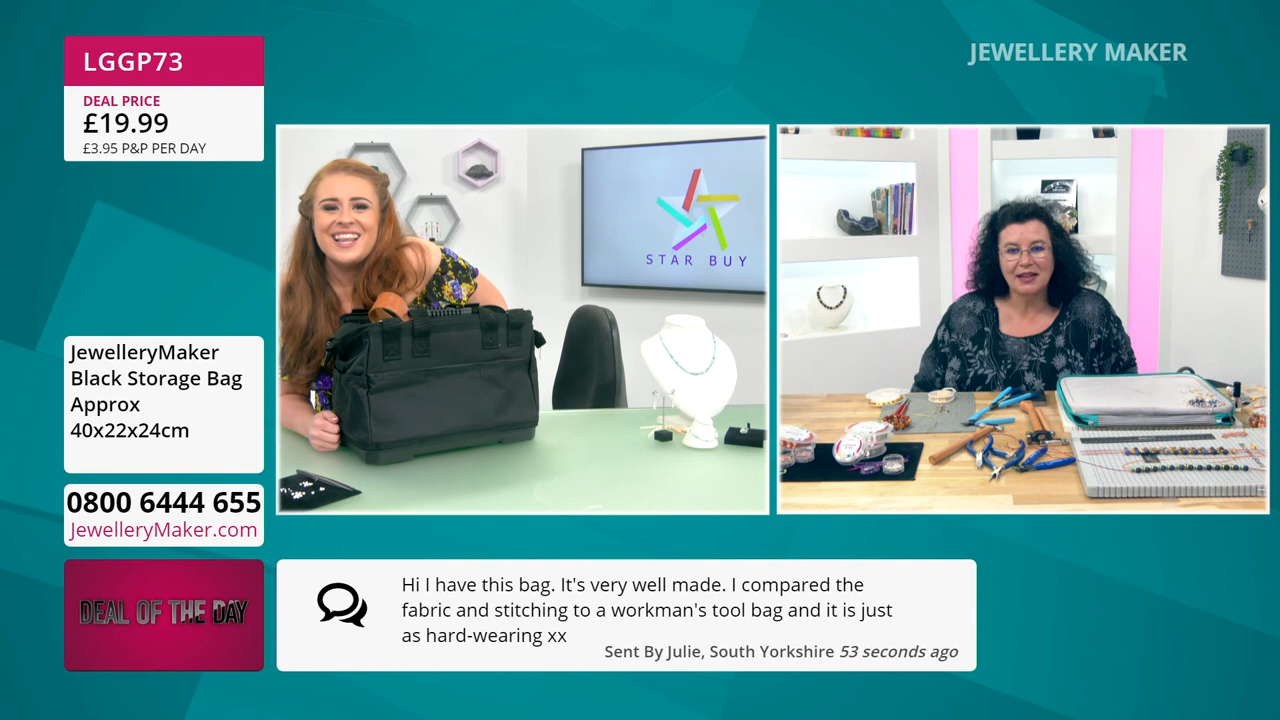 LGGP73
JEWELLERY MAKER
DEAL PRICE
£19.99
£3.95 P&P PER DAY
STAR BUY
JewelleryMaker
Black Storage Bag
Approx
40x22x24cm
0800 6444 655
JewelleryMaker.com
DEAL OF THE DAY
Hi I have this bag. It's very well made. I compared the
fabric and stitching to a workman's tool bag and it is just
as hard-wearing xx
Sent By Julie, South Yorkshire 53 seconds ago